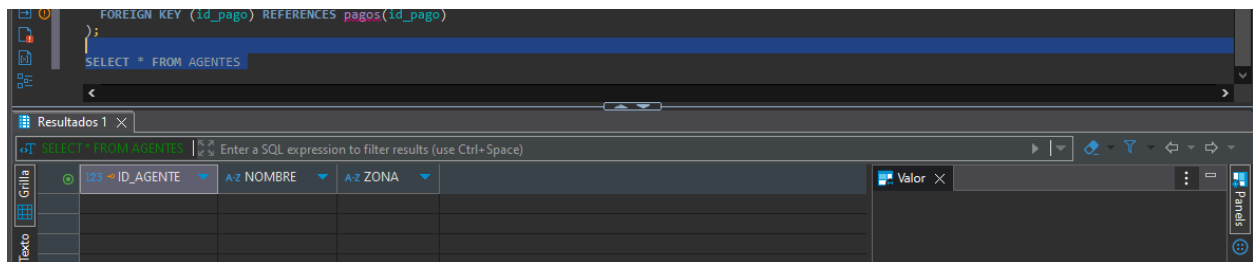 FOREIGN KEY (id_pago) REFERENCES pagos(id_pago)
);
SELECT * FROM AGENTES
Resultados 1
SELECT * FROM AGENTES Enter a SQL expression to filter results (use Ctrl+Space)
Grilla
123 ID_AGENTE A-Z NOMBRE A-Z ZONA
Valor
Panels
Texto